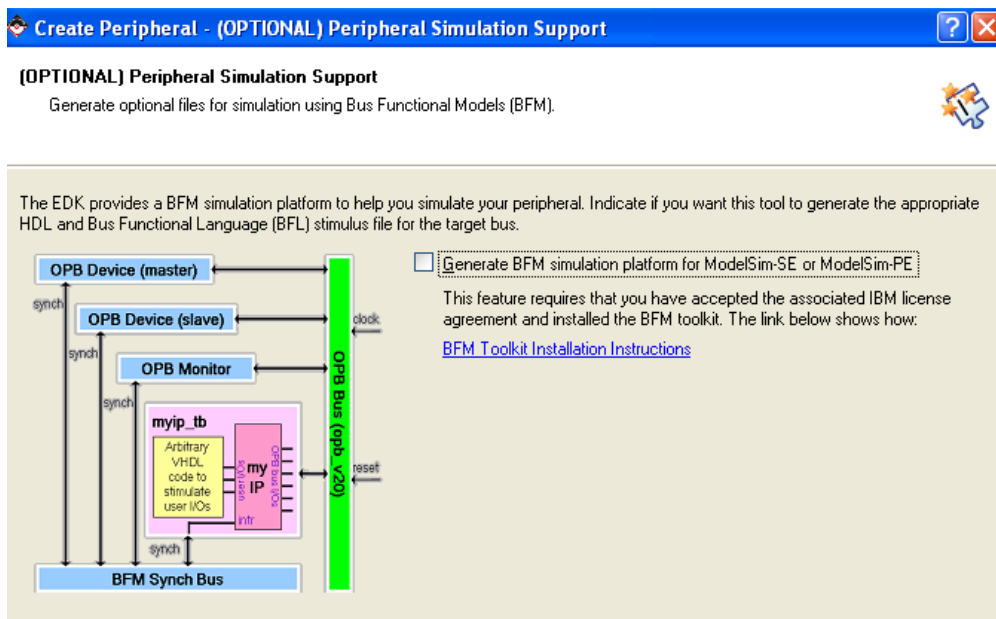 Create Peripheral - (OPTIONAL) Peripheral Simulation Support
(OPTIONAL) Peripheral Simulation Support
Generate optional files for simulation using Bus Functional Models (BFM).
The EDK provides a BFM simulation platform to help you simulate your peripheral. Indicate if you want this tool to generate the appropriate
HDL and Bus Functional Language (BFL) stimulus file for the target bus.
OPB Device (master)
synch
OPB Device (slave)
clock
synch
OPB Monitor
synch
OPB Bus (opb_v20)
myip_tb
Arbitrary
VHDL
code to
stimulate
user I/Os
user I/Os
my
IP
OPB bus I/Os
intr
reset
synch
BFM Synch Bus
Generate BFM simulation platform for ModelSim-SE or ModelSim-PE
This feature requires that you have accepted the associated IBM license
agreement and installed the BFM toolkit. The link below shows how:
BFM Toolkit Installation Instructions